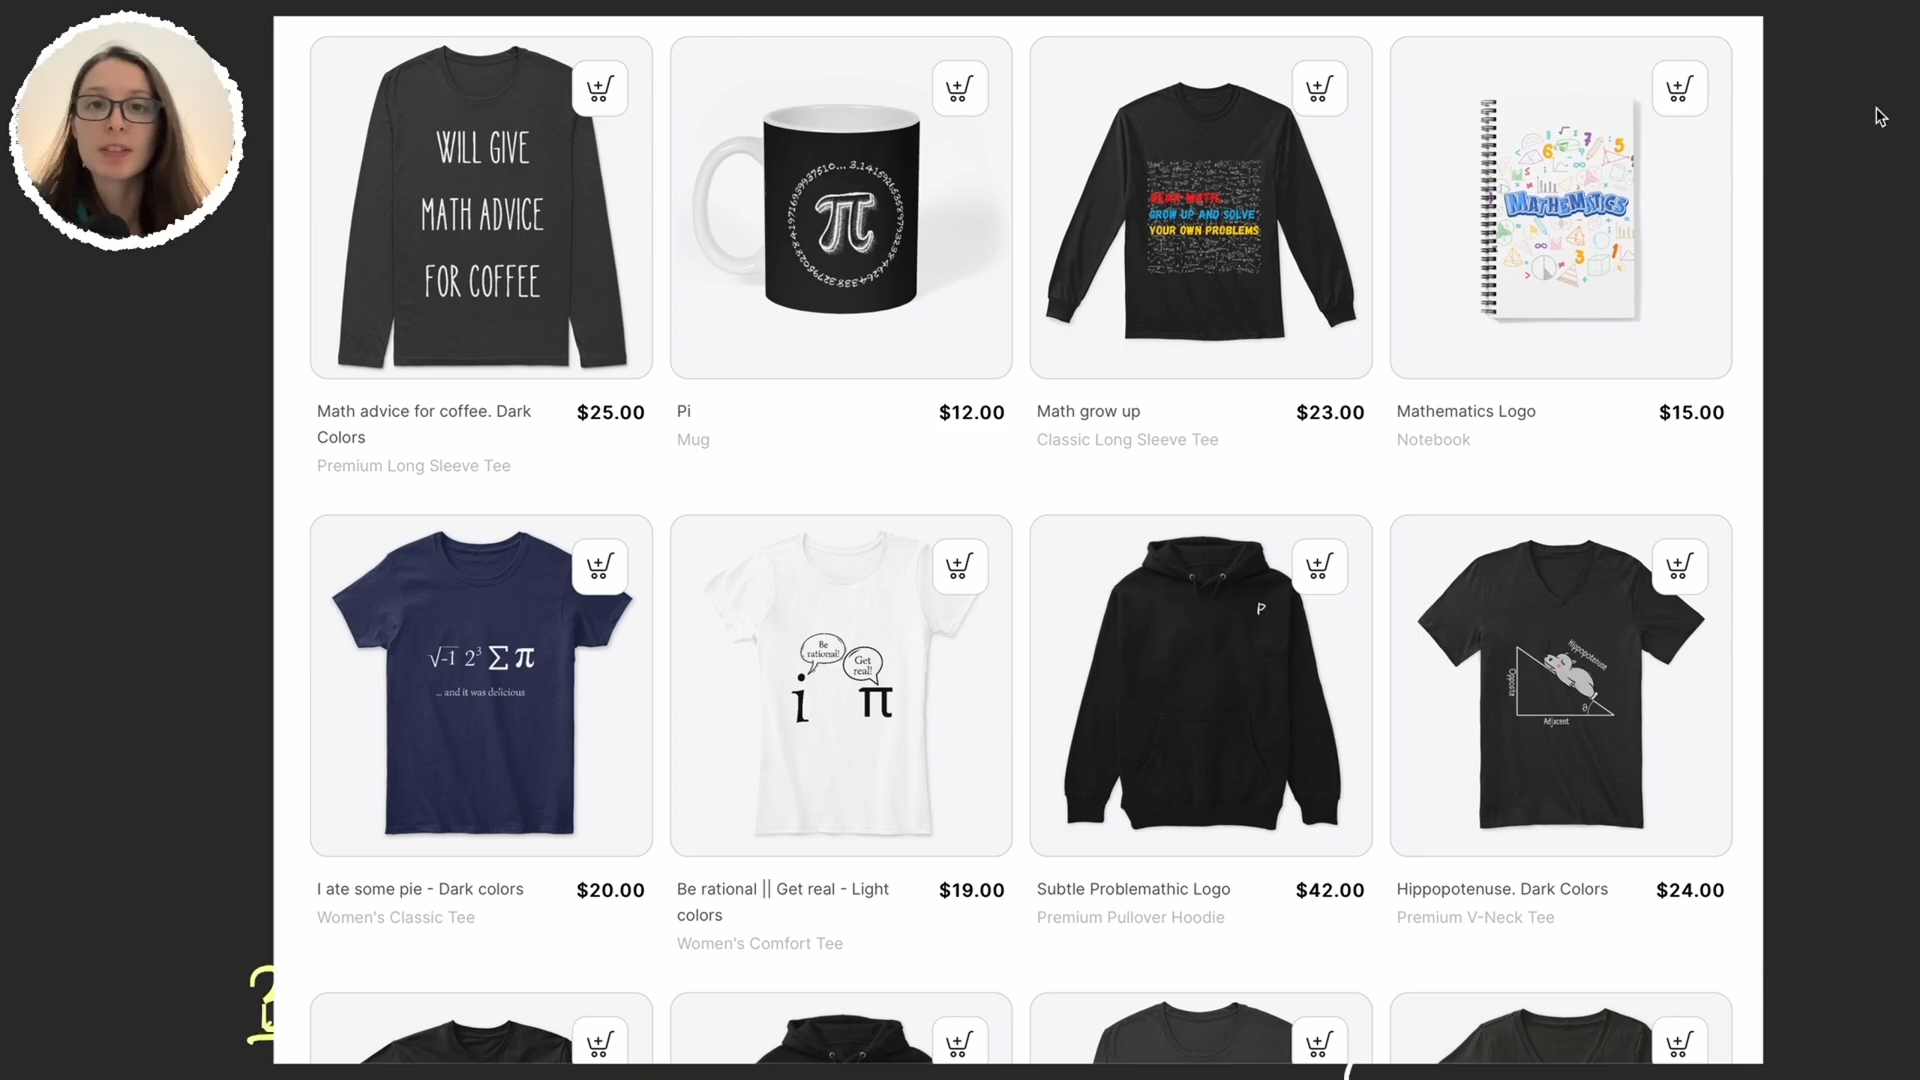 WILL GIVE
MATH ADVICE
FOR COFFEE
π
DEAR MATH,
GROW UP AND SOLVE
YOUR OWN PROBLEMS
MATHEMATICS
Math advice for coffee. Dark
Colors
$25.00
Premium Long Sleeve Tee
Pi
$12.00
Mug
Math grow up
$23.00
Classic Long Sleeve Tee
Mathematics Logo
$15.00
Notebook
√-1 2³ Σ π
... and it was delicious
Be
rational!
Get
real!
i
π
P
Hippopotenuse
Opposite
Adjacent
I ate some pie - Dark colors
$20.00
Women's Classic Tee
Be rational || Get real - Light
colors
$19.00
Women's Comfort Tee
Subtle Problemathic Logo
$42.00
Premium Pullover Hoodie
Hippopotenuse. Dark Colors
$24.00
Premium V-Neck Tee